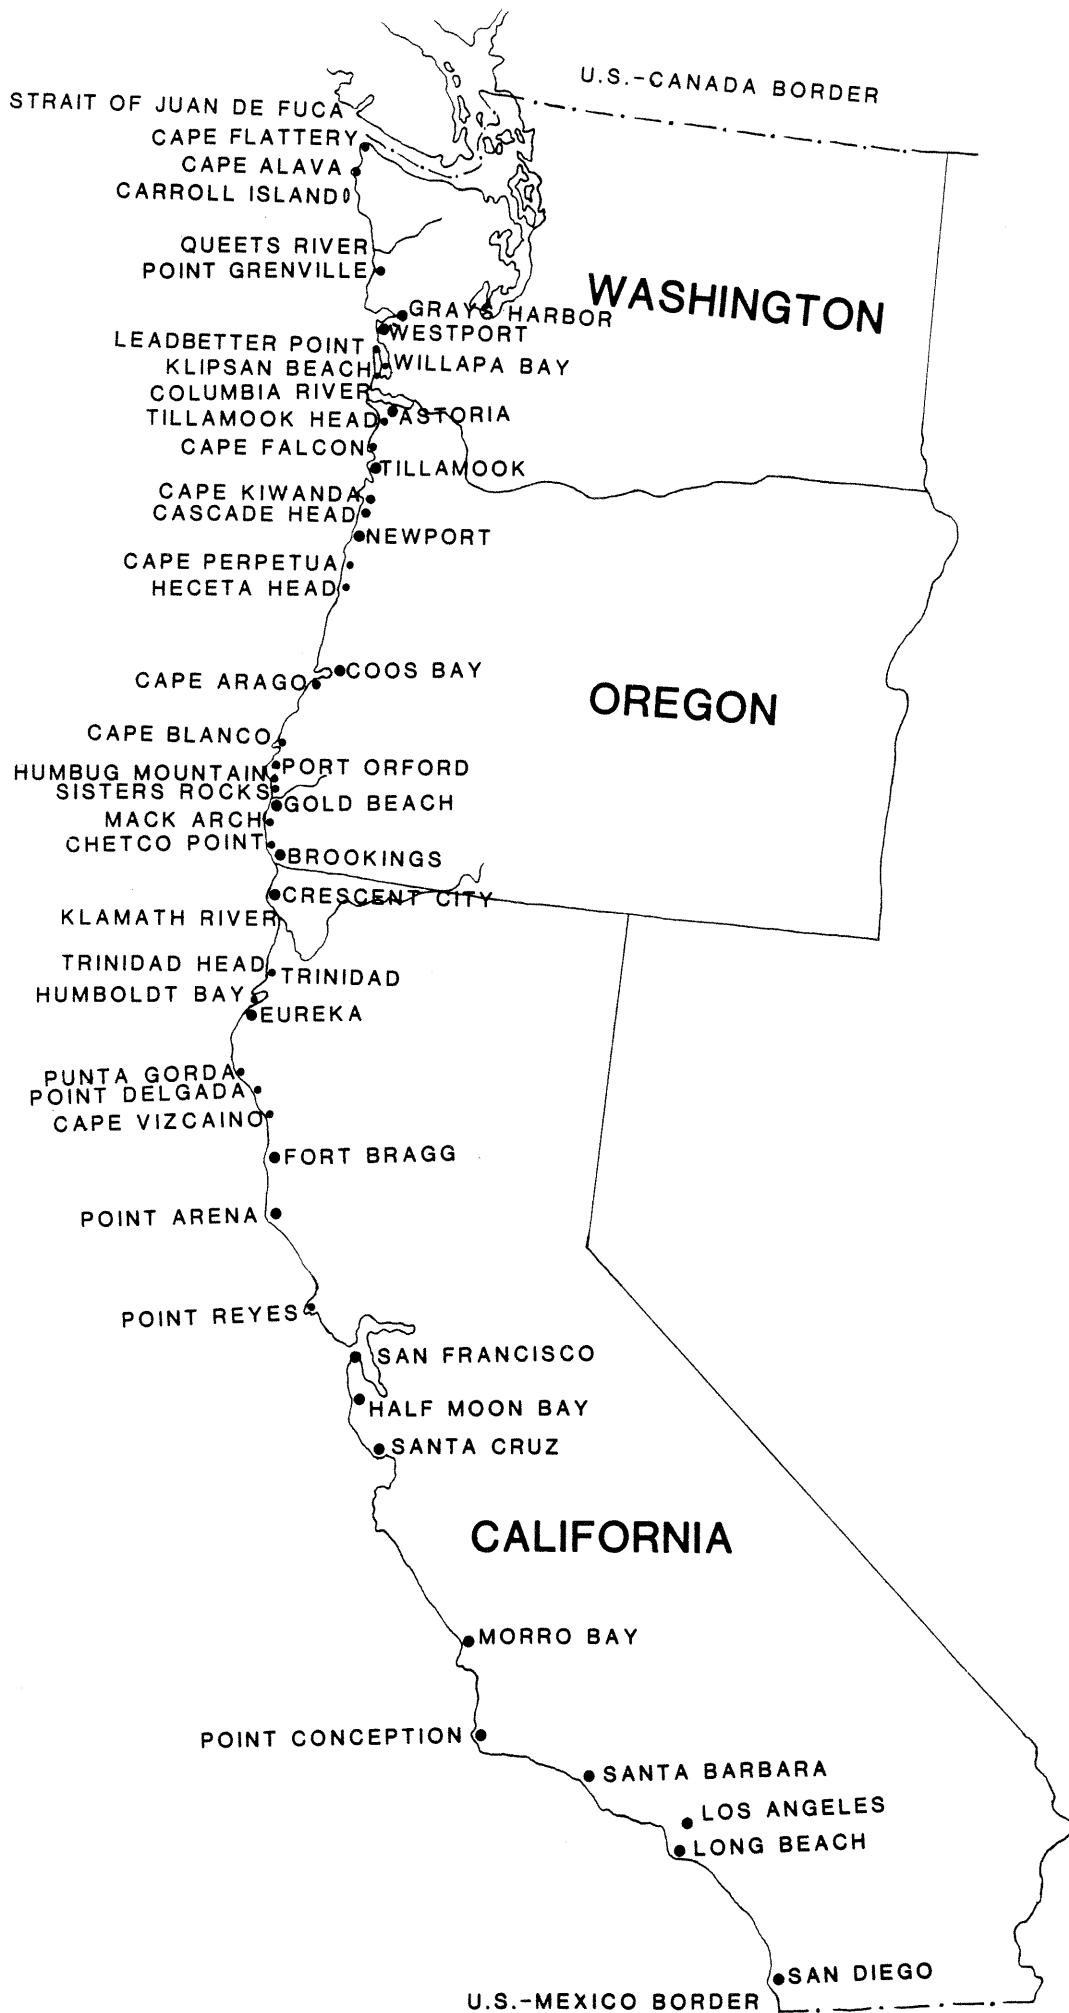 U.S.-CANADA BORDER
STRAIT OF JUAN DE FUCA
CAPE FLATTERY
CAPE ALAVA
CARROLL ISLAND
QUEETS RIVER
POINT GRENVILLE
WASHINGTON
GRAYS HARBOR
WESTPORT
LEADBETTER POINT
WILLAPA BAY
KLIPSAN BEACH
COLUMBIA RIVER
ASTORIA
TILLAMOOK HEAD
CAPE FALCON
TILLAMOOK
CAPE KIWANDA
CASCADE HEAD
NEWPORT
CAPE PERPETUA
HECETA HEAD
COOS BAY
CAPE ARAGO
OREGON
CAPE BLANCO
PORT ORFORD
HUMBUG MOUNTAIN
SISTERS ROCKS
GOLD BEACH
MACK ARCH
CHETCO POINT
BROOKINGS
CRESCENT CITY
KLAMATH RIVER
TRINIDAD HEAD
TRINIDAD
HUMBOLDT BAY
EUREKA
PUNTA GORDA
POINT DELGADA
CAPE VIZCAINO
FORT BRAGG
POINT ARENA
POINT REYES
SAN FRANCISCO
HALF MOON BAY
SANTA CRUZ
CALIFORNIA
MORRO BAY
POINT CONCEPTION
SANTA BARBARA
LOS ANGELES
LONG BEACH
SAN DIEGO
U.S.-MEXICO BORDER